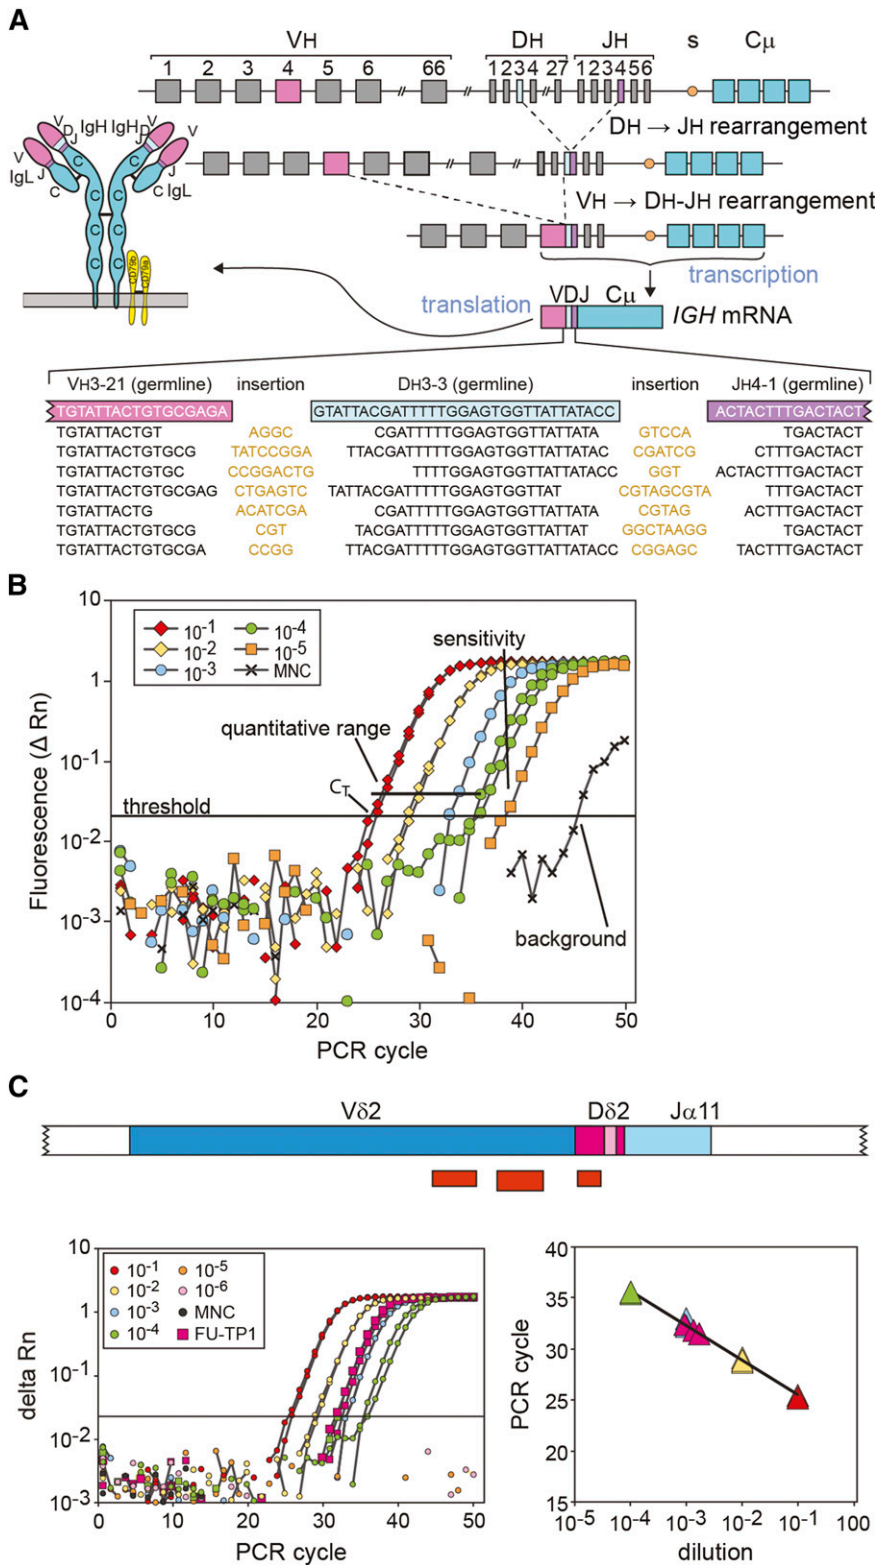 A
VH DH JH s Cμ
1 2 3 4 5 6 66 1 2 3 4 27 1 2 3 4 5 6
DH → JH rearrangement
V D J IgH IgH D J V
V IgL C C C C IgL
C C
C C
C C
CD79b CD79a
VH → DH-JH rearrangement
transcription
translation
VDJ Cμ
IGH mRNA
VH3-21 (germline) insertion DH3-3 (germline) insertion JH4-1 (germline)
TGTATTACTGTGCGAGA GTATTACGATTTTTGGAGTGGTTATTATACC ACTACTTTGACTACT
TGTATTACTGT AGGC CGATTTTTGGAGTGGTTATTATA GTCCA TGACTACT
TGTATTACTGTGCG TATCCGGA TTACGATTTTTGGAGTGGTTATTATAC CGATCG CTTTGACTACT
TGTATTACTGTGC CCGGACTG TTTTGGAGTGGTTATTATACC GGT ACTACTTTGACTACT
TGTATTACTGTGCGAG CTGAGTC TATTACGATTTTTGGAGTGGTTAT CGTAGCGTA TTTGACTACT
TGTATTACTG ACATCGA CGATTTTTGGAGTGGTTATTATA CGTAG ACTTTGACTACT
TGTATTACTGTGCG CGT TACGATTTTTGGAGTGGTTATTAT GGCTAAGG TGACTACT
TGTATTACTGTGCGA CCGG TTACGATTTTTGGAGTGGTTATTATACC CGGAGC TACTTTGACTACT
B
10
1
10-1
10-2
10-3
10-4
Fluorescence (Δ Rn)
10-1 10-4
10-2 10-5
10-3 MNC
sensitivity
quantitative range
CT
threshold
background
0 10 20 30 40 50
PCR cycle
C
Vδ2 Dδ2 Jα11
10
1
10-1
10-2
10-3
delta Rn
10-1 10-5
10-2 10-6
10-3 MNC
10-4 FU-TP1
0 10 20 30 40 50
PCR cycle
40
35
30
25
20
15
PCR cycle
10-5 10-4 10-3 10-2 10-1 100
dilution